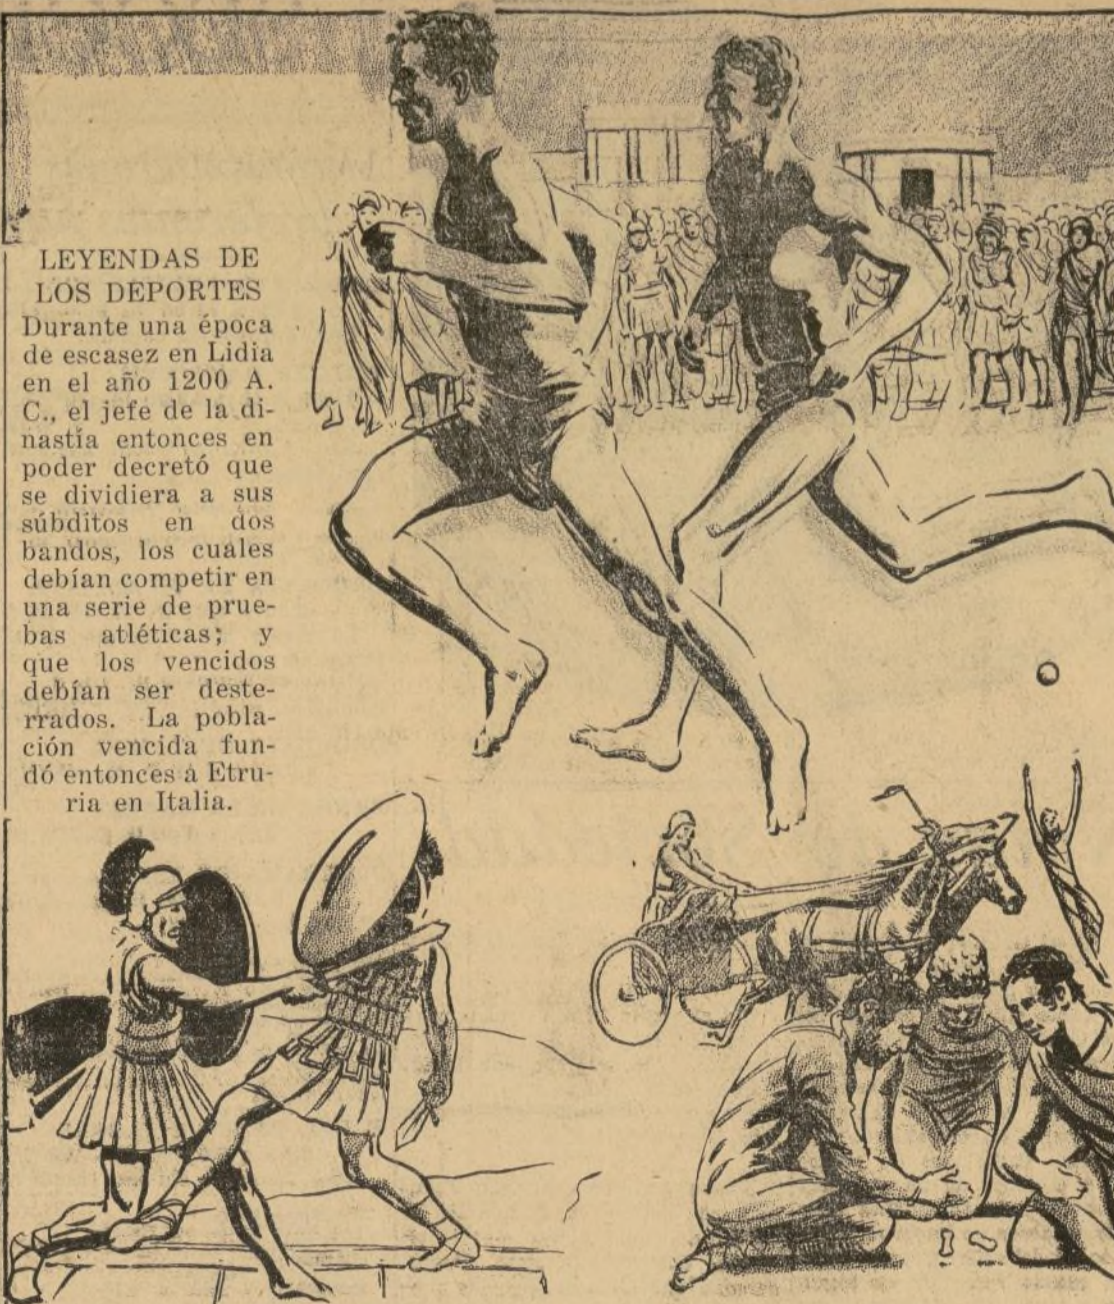 LEYENDAS DE
LOS DEPORTES
Durante una época
de escasez en Lidia
en el año 1200 A.
C., el jefe de la di-
nastía entonces en
poder decretó que
se dividiera a sus
súbditos en dos
bandos, los cuales
debían competir en
una serie de prue-
bas atléticas; y
que los vencidos
debían ser deste-
rrados. La pobla-
ción vencida fun-
dó entonces a Etru-
ria en Italia.